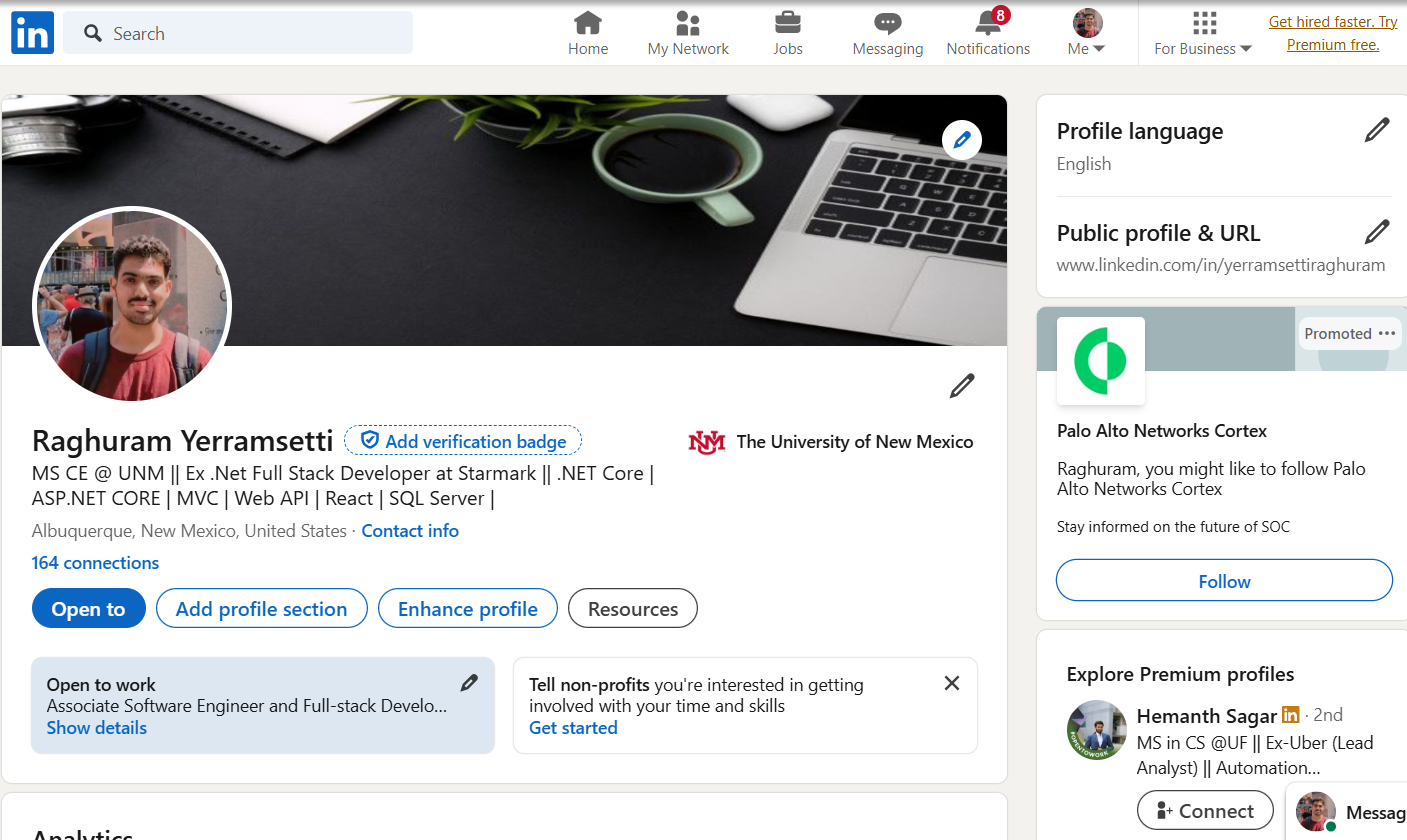 in
Search
Home
My Network
Jobs
Messaging
8
Notifications
Me
For Business
Get hired faster. Try
Premium free.
Raghuram Yerramsetti
Add verification badge
The University of New Mexico
MS CE @ UNM || Ex .Net Full Stack Developer at Starmark || .NET Core |
ASP.NET CORE | MVC | Web API | React | SQL Server |
Albuquerque, New Mexico, United States · Contact info
164 connections
Open to
Add profile section
Enhance profile
Resources
Open to work
Associate Software Engineer and Full-stack Develo...
Show details
Tell non-profits you're interested in getting
involved with your time and skills
Get started
Analytics
Profile language
English
Public profile & URL
www.linkedin.com/in/yerramsettiraghuram
Promoted
Palo Alto Networks Cortex
Raghuram, you might like to follow Palo
Alto Networks Cortex
Stay informed on the future of SOC
Follow
Explore Premium profiles
Hemanth Sagar in · 2nd
MS in CS @UF || Ex-Uber (Lead
Analyst) || Automation...
Connect
Messag